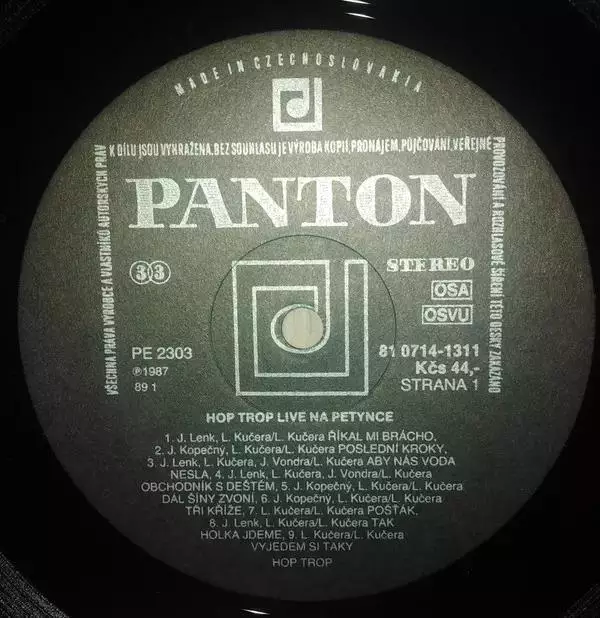 MADE IN CZECHOSLOVAKIA
VŠECHNA PRÁVA VÝROBCE A VLASTNÍKŮ AUTORSKÝCH PRÁV
K DÍLU JSOU VYHRAŽENA. BEZ SOUHLASU JE VÝROBA KOPIÍ, PRONÁJEM, PŮJČOVÁNÍ, VEŘEJNÉ
PROVOZOVÁNÍ A ROZHLASOVÉ ŠÍŘENÍ TÉTO DESKY ZAKÁZÁNO
PANTON
33
STEREO
OSA
OSVU
PE 2303
℗1987
89 1
81 0714-1311
Kčs 44,-
STRANA 1
HOP TROP LIVE NA PETYNCE
1. J. Lenk, L. Kučera/L. Kučera ŘÍKAL MI BRÁCHO,
2. J. Kopečný, L. Kučera/L. Kučera POSLEDNÍ KROKY,
3. J. Lenk, L. Kučera, J. Vondra/L. Kučera ABY NÁS VODA
NESLA, 4. J. Lenk, L. Kučera, J. Vondra/L. Kučera
OBCHODNÍK S DEŠTĚM, 5. J. Kopečný, L. Kučera/L. Kučera
DÁL ŠÍNY ZVONÍ, 6. J. Kopečný, L. Kučera/L. Kučera
TŘI KŘÍŽE, 7. L. Kučera/L. Kučera POŠŤÁK,
8. J. Lenk, L. Kučera/L. Kučera TAK
HOLKA JDEME, 9. L. Kučera/L. Kučera
VYJEDEM SI TAKY
HOP TROP